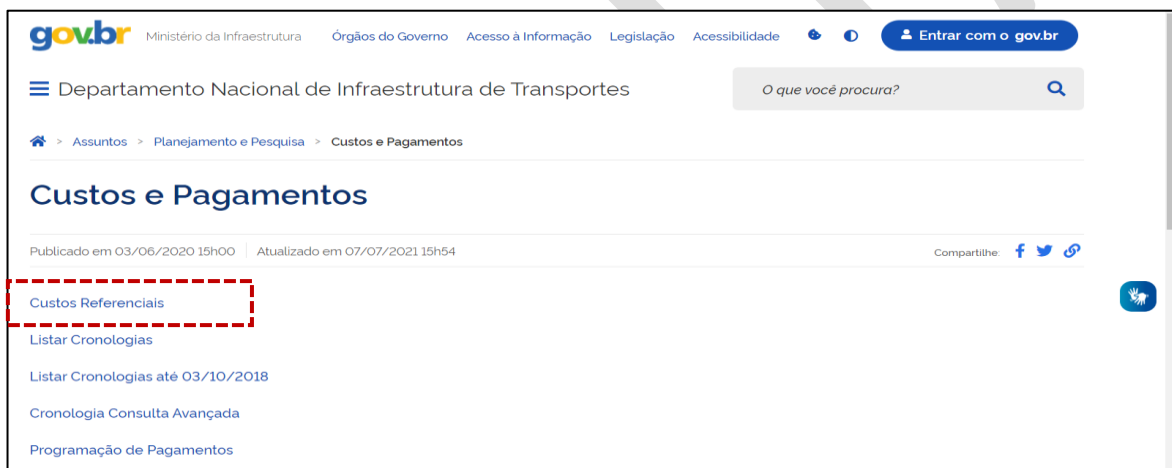 gov.br Ministério da Infraestrutura Órgãos do Governo Acesso à Informação Legislação Acessibilidade Entrar com o gov.br
Departamento Nacional de Infraestrutura de Transportes O que você procura?
> Assuntos > Planejamento e Pesquisa > Custos e Pagamentos
Custos e Pagamentos
Publicado em 03/06/2020 15h00 Atualizado em 07/07/2021 15h54 Compartilhe:
Custos Referenciais
Listar Cronologias
Listar Cronologias até 03/10/2018
Cronologia Consulta Avançada
Programação de Pagamentos